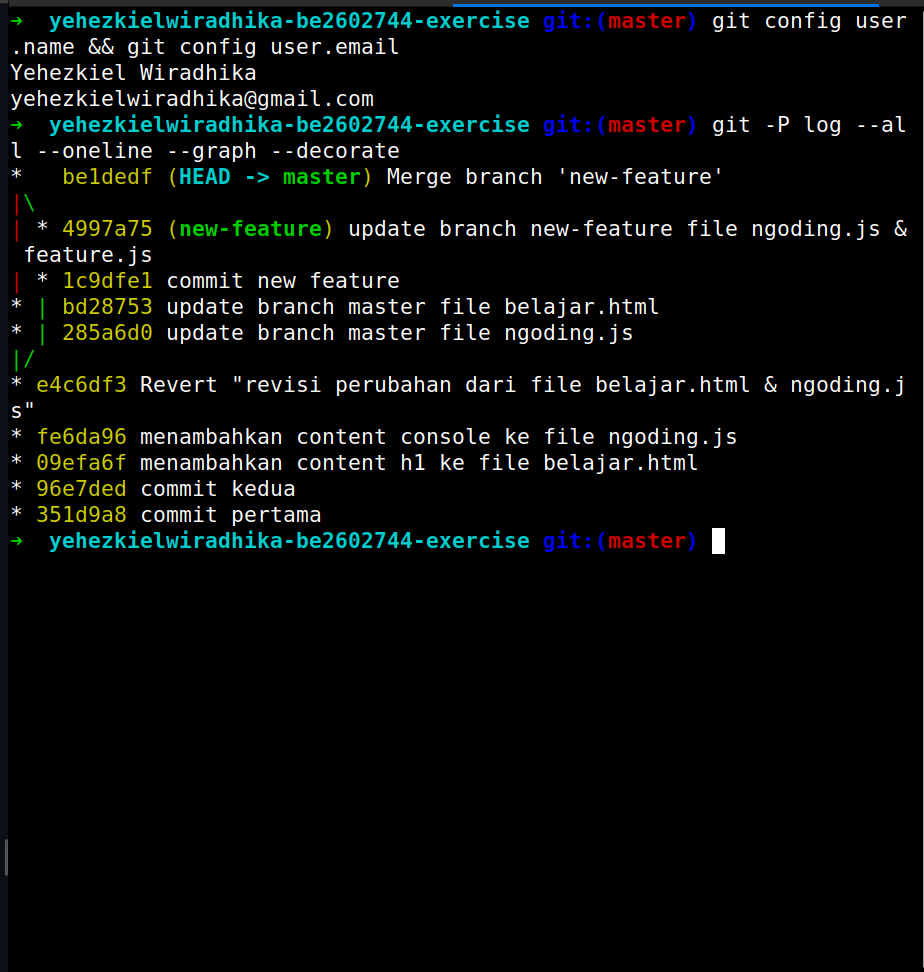 ➜  yehezkielwiradhika-be2602744-exercise git:(master) git config user
.name && git config user.email
Yehezkiel Wiradhika
yehezkielwiradhika@gmail.com
➜  yehezkielwiradhika-be2602744-exercise git:(master) git -P log --al
l --oneline --graph --decorate
*   be1dedf (HEAD -> master) Merge branch 'new-feature'
|\
| * 4997a75 (new-feature) update branch new-feature file ngoding.js &
 feature.js
| * 1c9dfe1 commit new feature
* | bd28753 update branch master file belajar.html
* | 285a6d0 update branch master file ngoding.js
|/
* e4c6df3 Revert "revisi perubahan dari file belajar.html & ngoding.j
s"
* fe6da96 menambahkan content console ke file ngoding.js
* 09efa6f menambahkan content h1 ke file belajar.html
* 96e7ded commit kedua
* 351d9a8 commit pertama
➜  yehezkielwiradhika-be2602744-exercise git:(master)